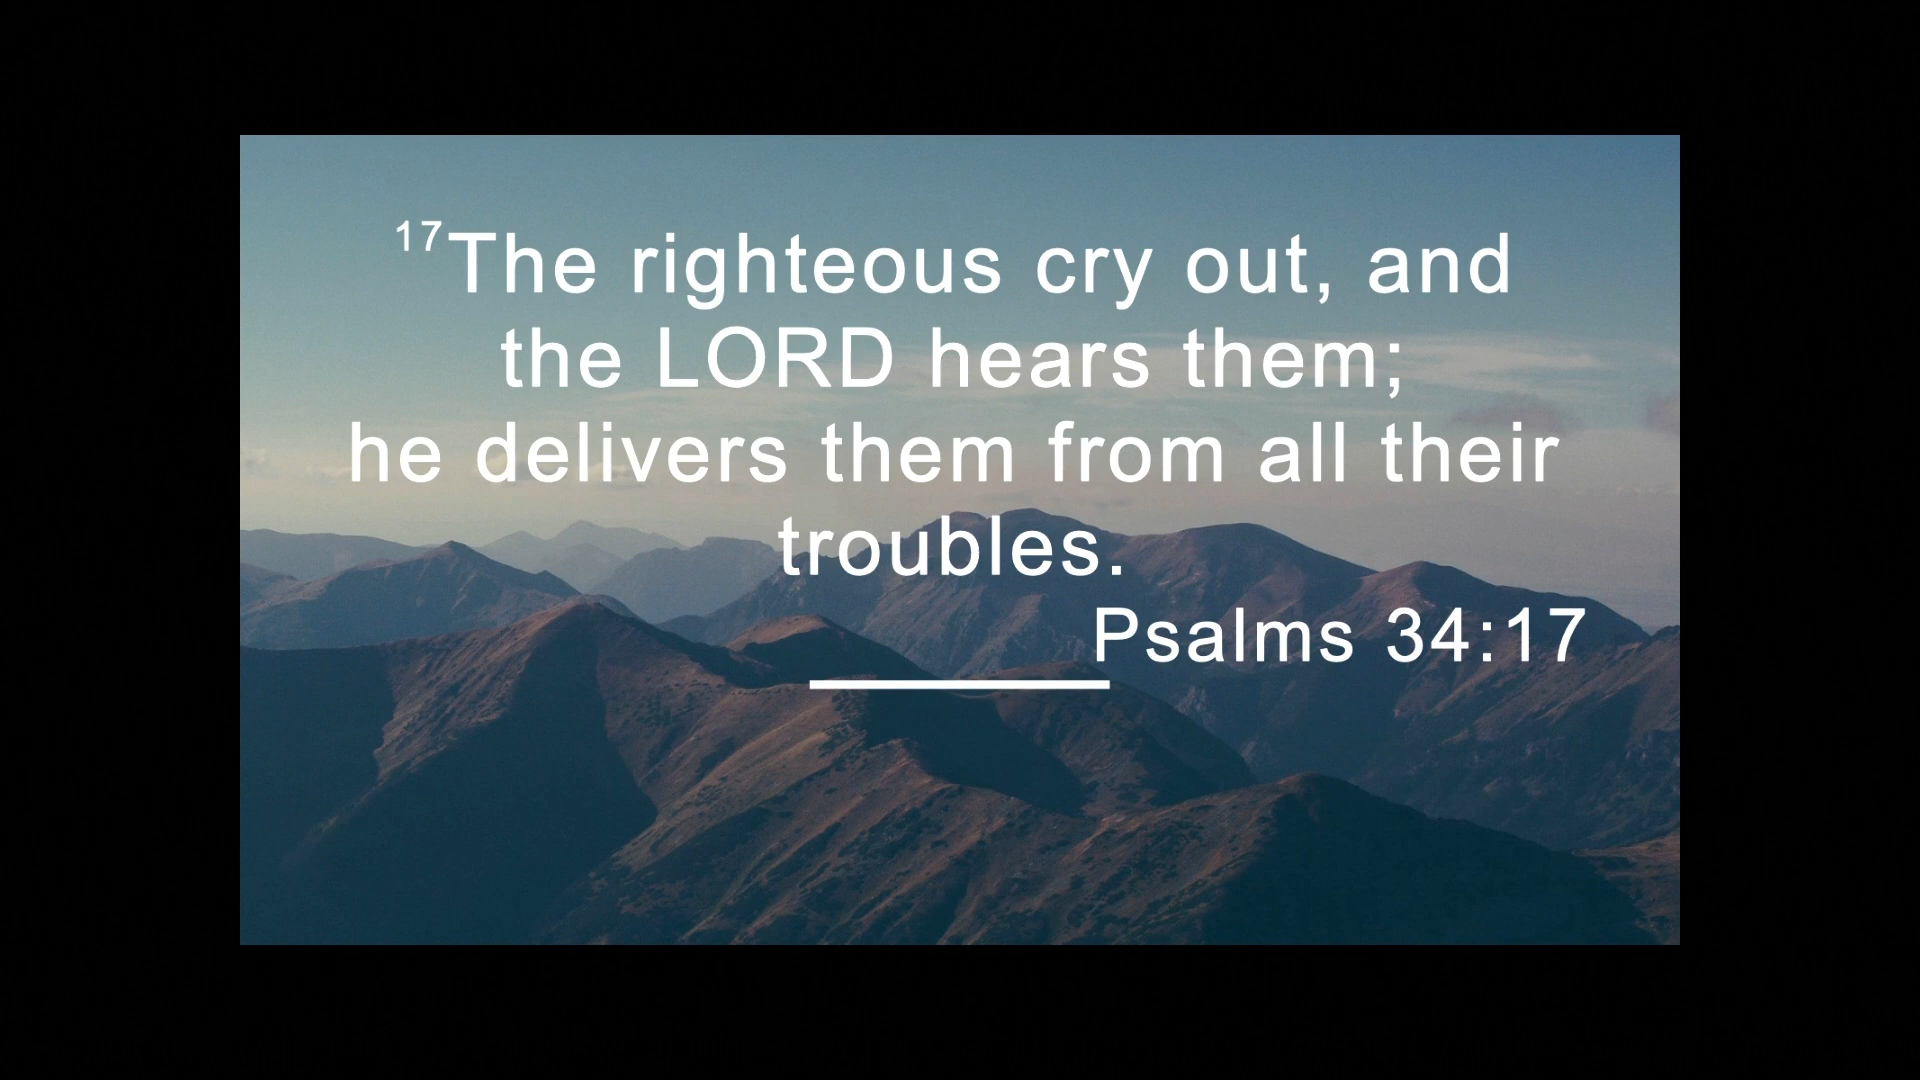 17The righteous cry out, and
the LORD hears them;
he delivers them from all their
troubles.
Psalms 34:17